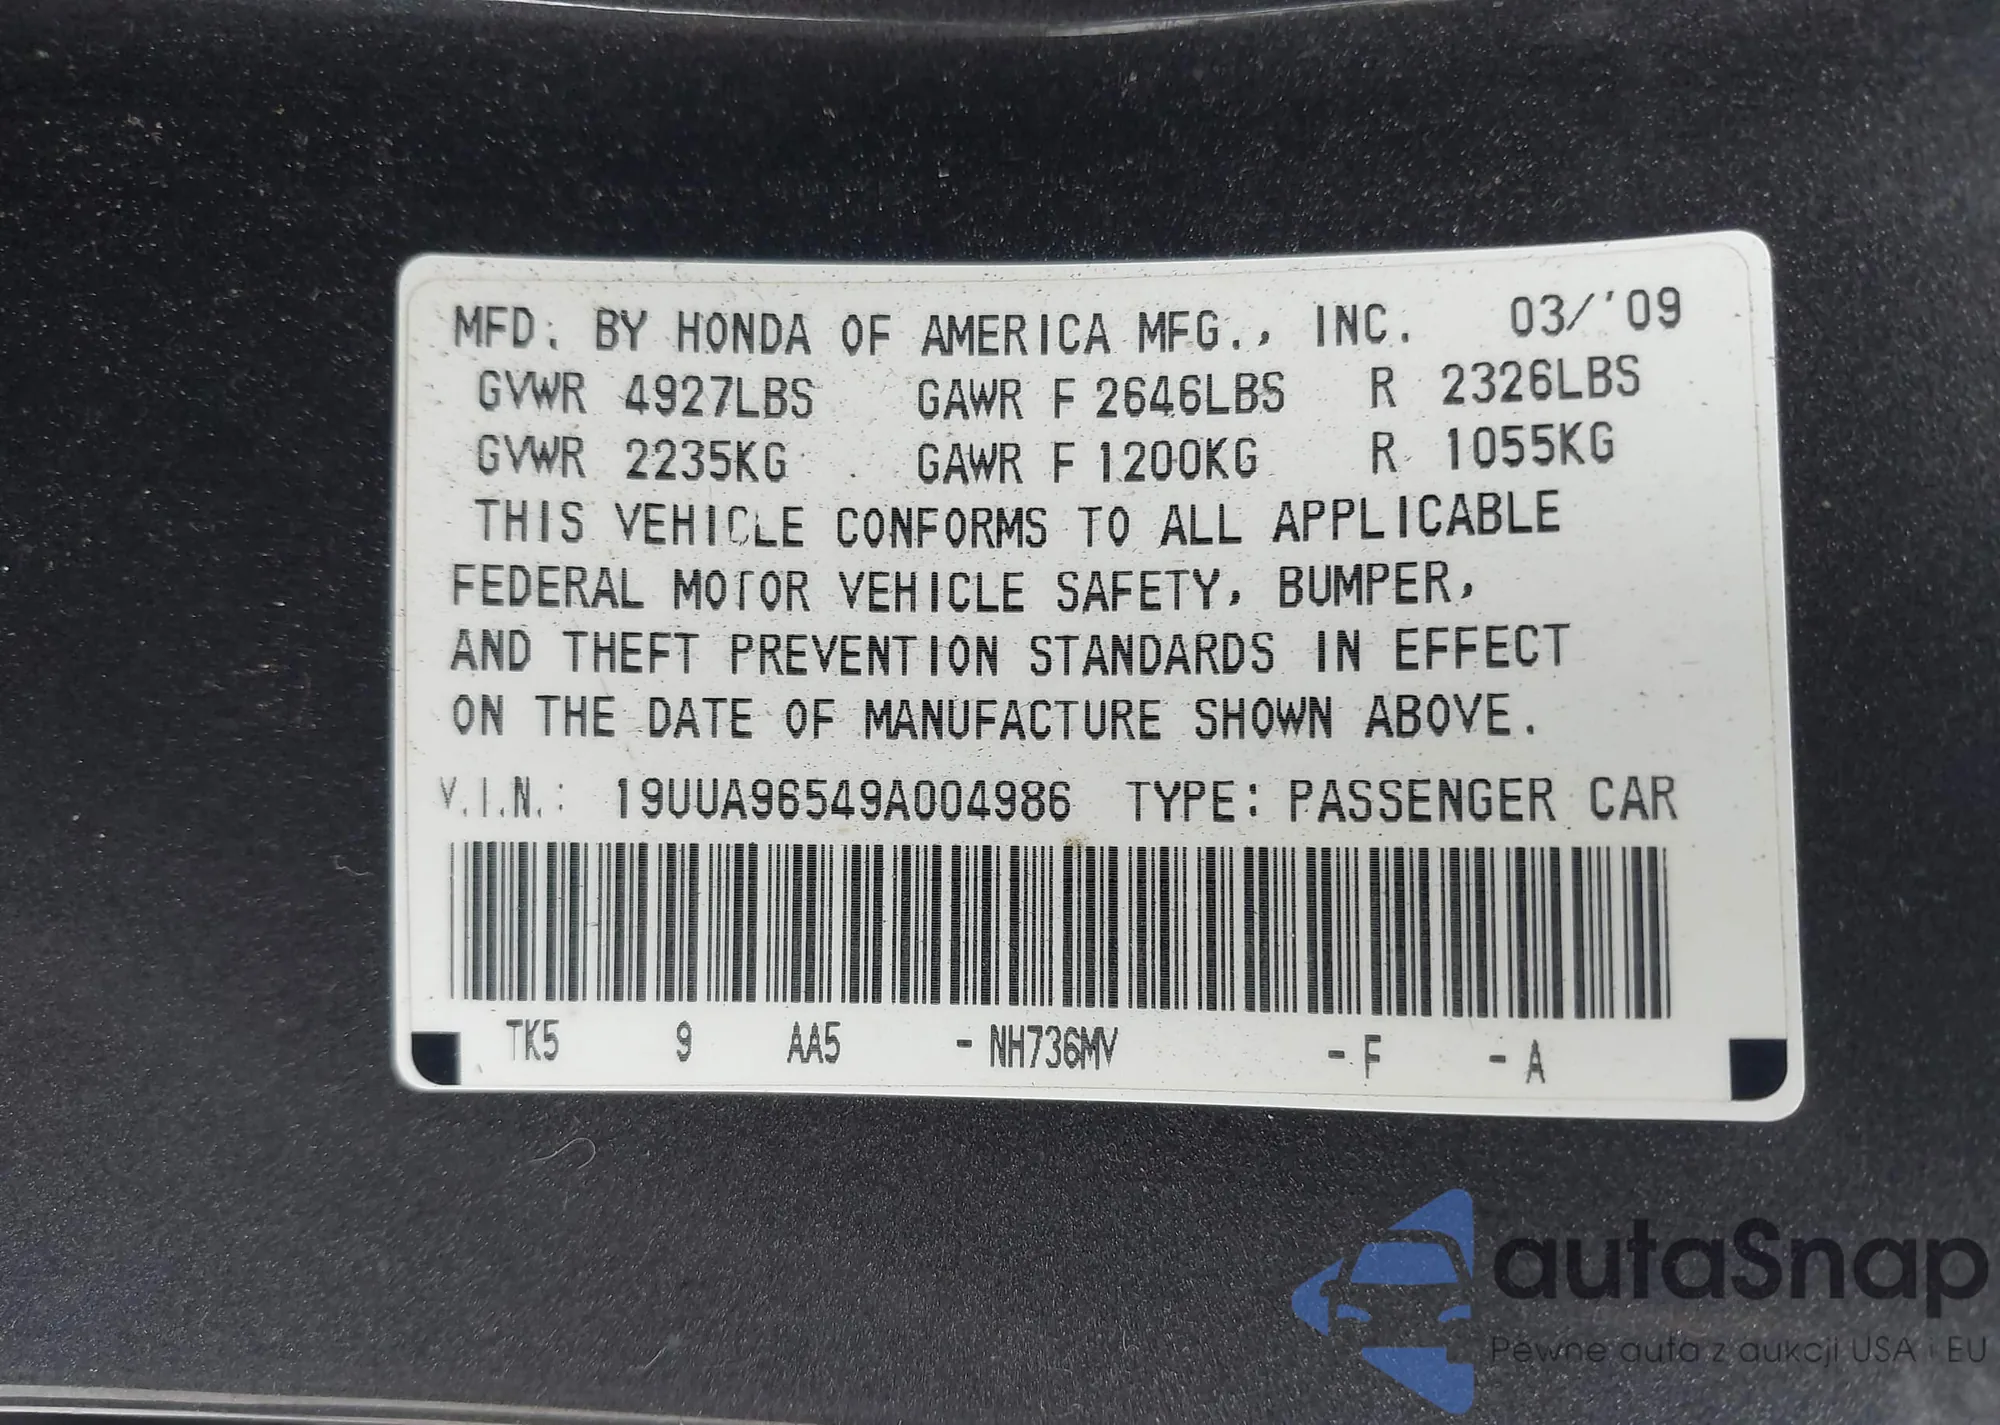 MFD. BY HONDA OF AMERICA MFG., INC. 03/'09
GVWR 4927LBS GAWR F 2646LBS R 2326LBS
GVWR 2235KG GAWR F 1200KG R 1055KG
THIS VEHICLE CONFORMS TO ALL APPLICABLE
FEDERAL MOTOR VEHICLE SAFETY, BUMPER,
AND THEFT PREVENTION STANDARDS IN EFFECT
ON THE DATE OF MANUFACTURE SHOWN ABOVE.
V.I.N.: 19UUA96549A004986 TYPE: PASSENGER CAR
TK5 9 AA5 - NH736MV - F - A
autaSnap
Pewne auta z aukcji USA i EU